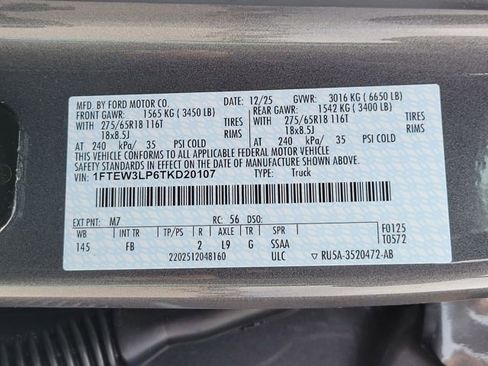 MFD. BY FORD MOTOR CO. DATE: 12/25 GVWR: 3016 KG ( 6650 LB)
FRONT GAWR: 1565 KG ( 3450 LB) REAR GAWR: 1542 KG ( 3400 LB)
WITH 275/65R18 116T TIRES WITH 275/65R18 116T TIRES
18x8.5J RIMS 18x8.5J RIMS
AT 240 kPa/ 35 PSI COLD AT 240 kPa/ 35 PSI COLD
THIS VEHICLE CONFORMS TO ALL APPLICABLE FEDERAL MOTOR VEHICLE
SAFETY STANDARDS IN EFFECT ON THE DATE OF MANUFACTURE SHOWN ABOVE.
VIN: 1FTEW3LP6TKD20107 TYPE: Truck
EXT PNT: M7 RC: 56 DSO: F0125
WB INT TR TP/PS R AXLE TR SPR T0572
145 FB 2 L9 G SSAA
2202512048160 ULC ▽ RU5A-3520472-AB